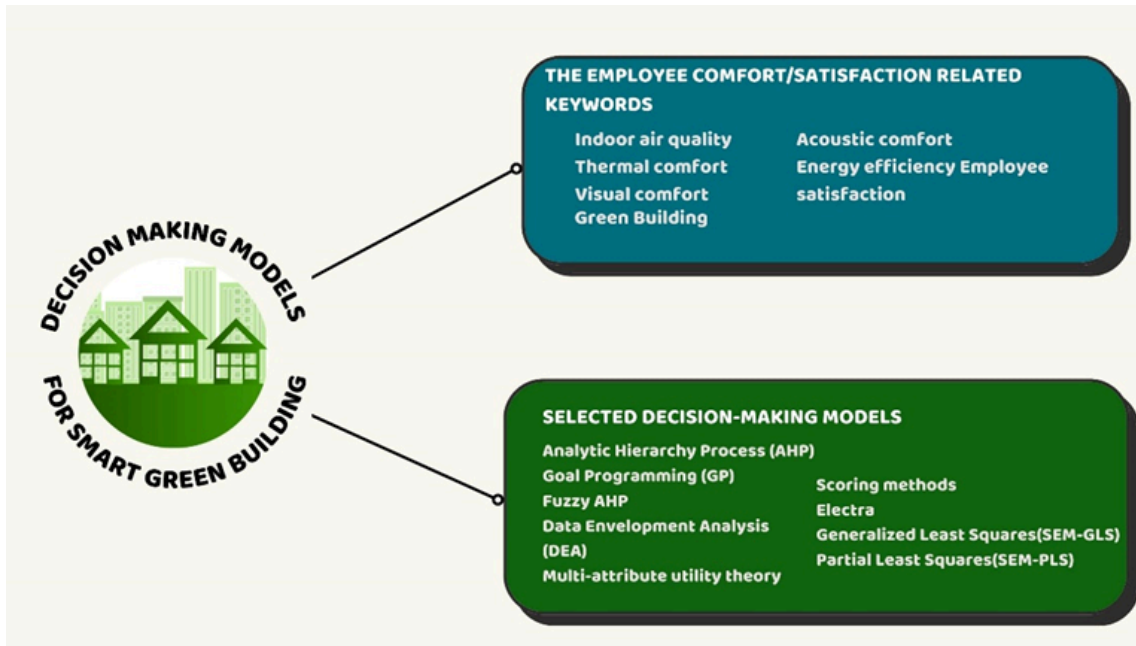 DECISION MAKING MODELS
FOR SMART GREEN BUILDING
THE EMPLOYEE COMFORT/SATISFACTION RELATED
KEYWORDS
Indoor air quality
Thermal comfort
Visual comfort
Green Building
Acoustic comfort
Energy efficiency Employee
satisfaction
SELECTED DECISION-MAKING MODELS
Analytic Hierarchy Process (AHP)
Goal Programming (GP)
Fuzzy AHP
Data Envelopment Analysis
(DEA)
Multi-attribute utility theory
Scoring methods
Electra
Generalized Least Squares(SEM-GLS)
Partial Least Squares(SEM-PLS)